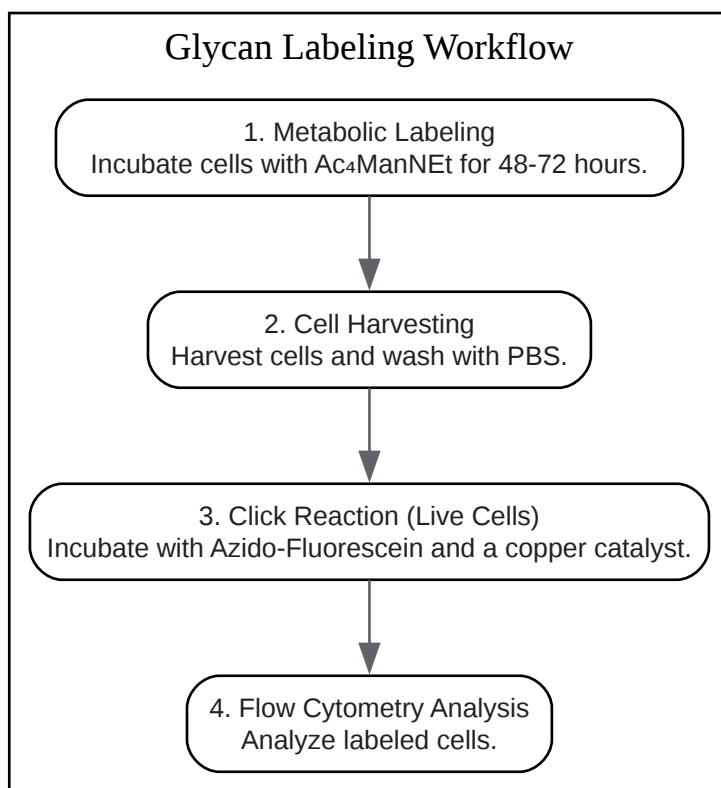 Glycan Labeling Workflow
1. Metabolic Labeling
Incubate cells with Ac₄ManNEt for 48-72 hours.
2. Cell Harvesting
Harvest cells and wash with PBS.
3. Click Reaction (Live Cells)
Incubate with Azido-Fluorescein and a copper catalyst.
4. Flow Cytometry Analysis
Analyze labeled cells.